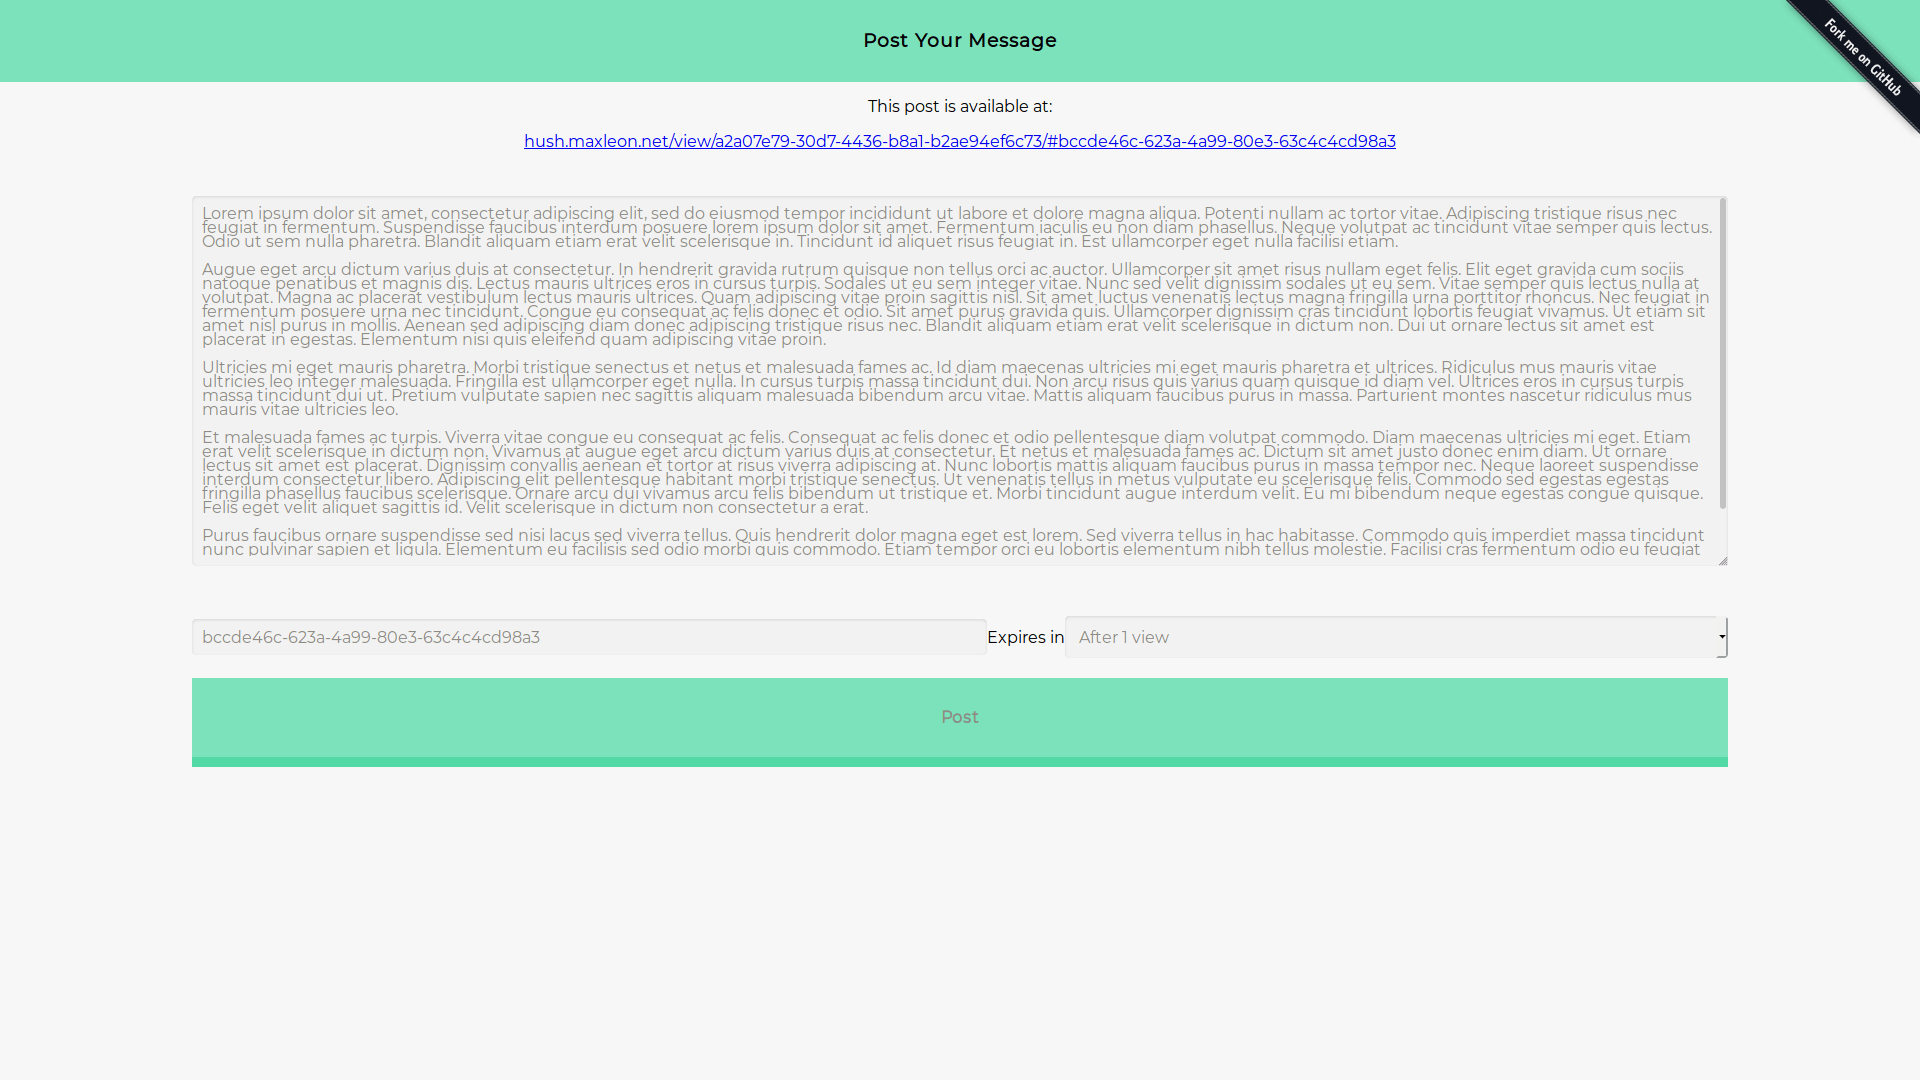 Post Your Message
Fork me on GitHub
This post is available at:
hush.maxleon.net/view/a2a07e79-30d7-4436-b8a1-b2ae94ef6c73/#bccde46c-623a-4a99-80e3-63c4c4cd98a3
Lorem ipsum dolor sit amet, consectetur adipiscing elit, sed do eiusmod tempor incididunt ut labore et dolore magna aliqua. Potenti nullam ac tortor vitae. Adipiscing tristique risus nec
feugiat in fermentum. Suspendisse faucibus interdum posuere lorem ipsum dolor sit amet. Fermentum iaculis eu non diam phasellus. Neque volutpat ac tincidunt vitae semper quis lectus.
Odio ut sem nulla pharetra. Blandit aliquam etiam erat velit scelerisque in. Tincidunt id aliquet risus feugiat in. Est ullamcorper eget nulla facilisi etiam.
Augue eget arcu dictum varius duis at consectetur. In hendrerit gravida rutrum quisque non tellus orci ac auctor. Ullamcorper sit amet risus nullam eget felis. Elit eget gravida cum sociis
natoque penatibus et magnis dis. Lectus mauris ultrices eros in cursus turpis. Sodales ut eu sem integer vitae. Nunc sed velit dignissim sodales ut eu sem. Vitae semper quis lectus nulla at
volutpat. Magna ac placerat vestibulum lectus mauris ultrices. Quam adipiscing vitae proin sagittis nisl. Sit amet luctus venenatis lectus magna fringilla urna porttitor rhoncus. Nec feugiat in
fermentum posuere urna nec tincidunt. Congue eu consequat ac felis donec et odio. Sit amet purus gravida quis. Ullamcorper dignissim cras tincidunt lobortis feugiat vivamus. Ut etiam sit
amet nisl purus in mollis. Aenean sed adipiscing diam donec adipiscing tristique risus nec. Blandit aliquam etiam erat velit scelerisque in dictum non. Dui ut ornare lectus sit amet est
placerat in egestas. Elementum nisi quis eleifend quam adipiscing vitae proin.
Ultricies mi eget mauris pharetra. Morbi tristique senectus et netus et malesuada fames ac. Id diam maecenas ultricies mi eget mauris pharetra et ultrices. Ridiculus mus mauris vitae
ultricies leo integer malesuada. Fringilla est ullamcorper eget nulla. In cursus turpis massa tincidunt dui. Non arcu risus quis varius quam quisque id diam vel. Ultrices eros in cursus turpis
massa tincidunt dui ut. Pretium vulputate sapien nec sagittis aliquam malesuada bibendum arcu vitae. Mattis aliquam faucibus purus in massa. Parturient montes nascetur ridiculus mus
mauris vitae ultricies leo.
Et malesuada fames ac turpis. Viverra vitae congue eu consequat ac felis. Consequat ac felis donec et odio pellentesque diam volutpat commodo. Diam maecenas ultricies mi eget. Etiam
erat velit scelerisque in dictum non. Vivamus at augue eget arcu dictum varius duis at consectetur. Et netus et malesuada fames ac. Dictum sit amet justo donec enim diam. Ut ornare
lectus sit amet est placerat. Dignissim convallis aenean et tortor at risus viverra adipiscing at. Nunc lobortis mattis aliquam faucibus purus in massa tempor nec. Neque laoreet suspendisse
interdum consectetur libero. Adipiscing elit pellentesque habitant morbi tristique senectus. Ut venenatis tellus in metus vulputate eu scelerisque felis. Commodo sed egestas egestas
fringilla phasellus faucibus scelerisque. Ornare arcu dui vivamus arcu felis bibendum ut tristique et. Morbi tincidunt augue interdum velit. Eu mi bibendum neque egestas congue quisque.
Felis eget velit aliquet sagittis id. Velit scelerisque in dictum non consectetur a erat.
Purus faucibus ornare suspendisse sed nisi lacus sed viverra tellus. Quis hendrerit dolor magna eget est lorem. Sed viverra tellus in hac habitasse. Commodo quis imperdiet massa tincidunt
nunc pulvinar sapien et ligula. Elementum eu facilisis sed odio morbi quis commodo. Etiam tempor orci eu lobortis elementum nibh tellus molestie. Facilisi cras fermentum odio eu feugiat
bccde46c-623a-4a99-80e3-63c4c4cd98a3
Expires in
After 1 view
Post